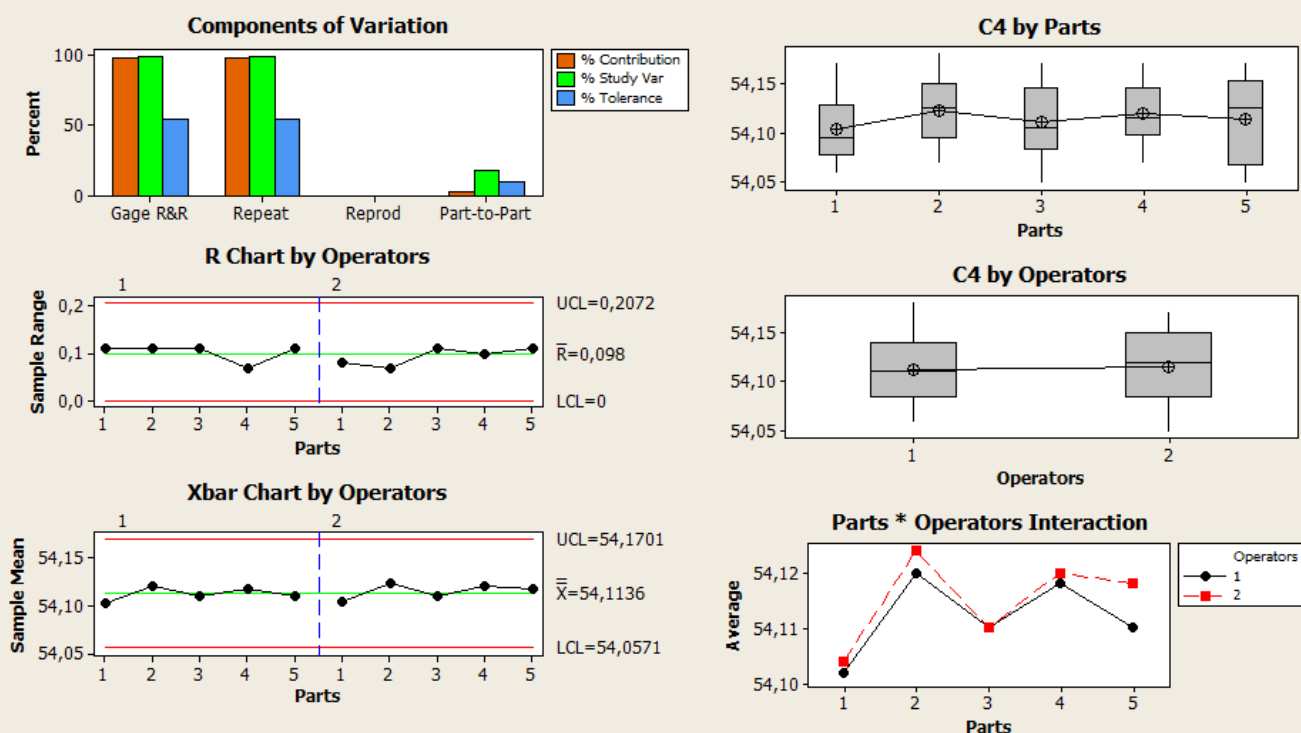 Components of Variation
100
50
0
Percent
Gage R&R Repeat Reprod Part-to-Part
% Contribution
% Study Var
% Tolerance
R Chart by Operators
1 2
0,2
0,1
0,0
Sample Range
UCL=0,2072
R=0,098
LCL=0
1 2 3 4 5 1 2 3 4 5
Parts
Xbar Chart by Operators
1 2
54,15
54,10
54,05
Sample Mean
UCL=54,1701
X=54,1136
LCL=54,0571
1 2 3 4 5 1 2 3 4 5
Parts
C4 by Parts
54,15
54,10
54,05
1 2 3 4 5
Parts
C4 by Operators
54,15
54,10
54,05
1 2
Operators
Parts * Operators Interaction
54,12
54,11
54,10
Average
1 2 3 4 5
Parts
Operators
1
2